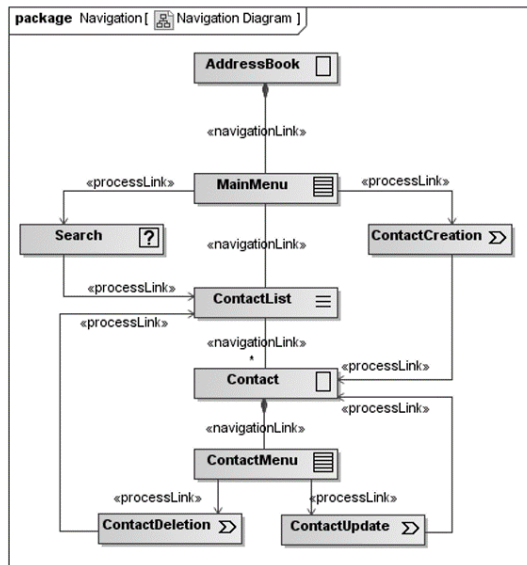 package Navigation [ Navigation Diagram ]
AddressBook
«navigationLink»
MainMenu
«processLink»
«processLink»
Search
?
ContactCreation
«navigationLink»
«processLink»
ContactList
«processLink»
«navigationLink»
*
«processLink»
Contact
«processLink»
«navigationLink»
ContactMenu
«processLink»
«processLink»
ContactDeletion
ContactUpdate